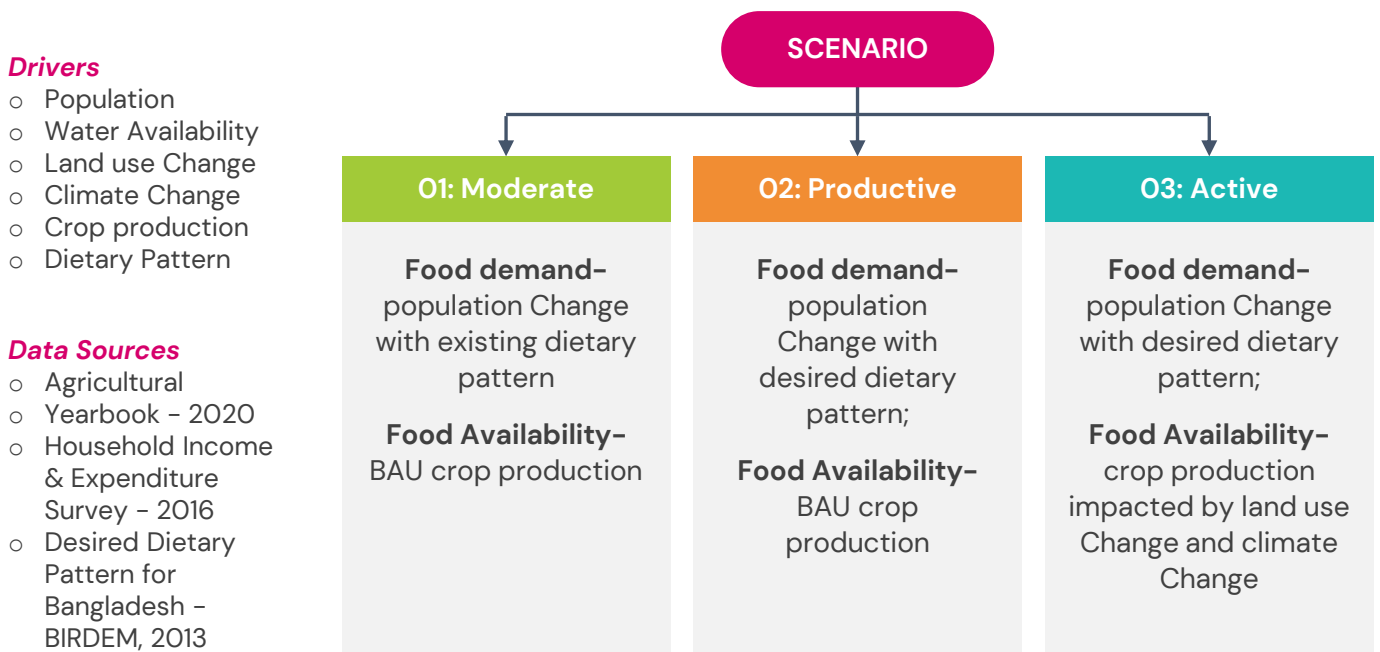 SCENARIO
Drivers
○ Population
○ Water Availability
○ Land use Change
○ Climate Change
○ Crop production
○ Dietary Pattern
Data Sources
○ Agricultural
○ Yearbook - 2020
○ Household Income
& Expenditure
Survey - 2016
○ Desired Dietary
Pattern for
Bangladesh -
BIRDEM, 2013
01: Moderate
Food demand-
population Change
with existing dietary
pattern
Food Availability-
BAU crop production
02: Productive
Food demand-
population
Change with
desired dietary
pattern;
Food Availability-
BAU crop
production
03: Active
Food demand-
population Change
with desired dietary
pattern;
Food Availability-
crop production
impacted by land use
Change and climate
Change